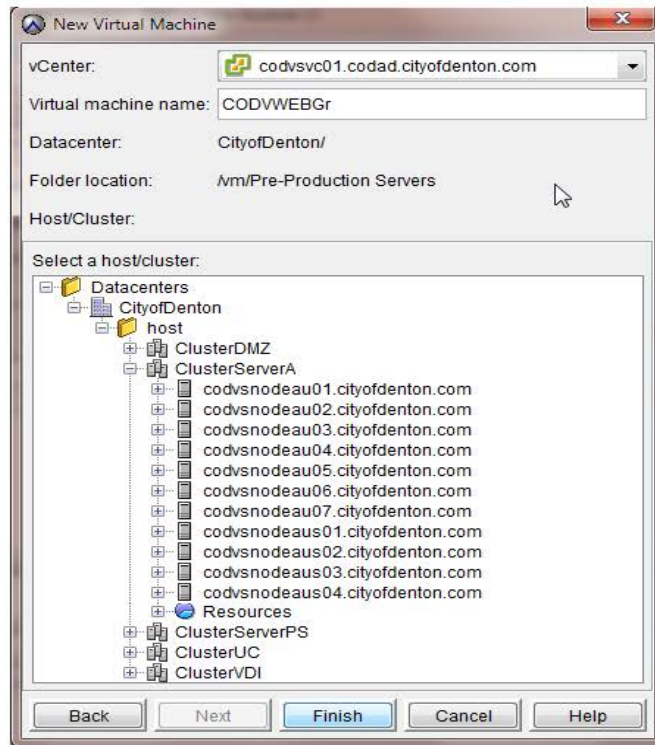 New Virtual Machine
vCenter: codvsvc01.codad.cityofdenton.com
Virtual machine name: CODVWEBGr
Datacenter: CityofDenton/
Folder location: /vm/Pre-Production Servers
Host/Cluster:
Select a host/cluster:
Datacenters
CityofDenton
host
ClusterDMZ
ClusterServerA
codvsnodeau01.cityofdenton.com
codvsnodeau02.cityofdenton.com
codvsnodeau03.cityofdenton.com
codvsnodeau04.cityofdenton.com
codvsnodeau05.cityofdenton.com
codvsnodeau06.cityofdenton.com
codvsnodeau07.cityofdenton.com
codvsnodeaus01.cityofdenton.com
codvsnodeaus02.cityofdenton.com
codvsnodeaus03.cityofdenton.com
codvsnodeaus04.cityofdenton.com
Resources
ClusterServerPS
ClusterUC
ClusterVDI
Back Next Finish Cancel Help